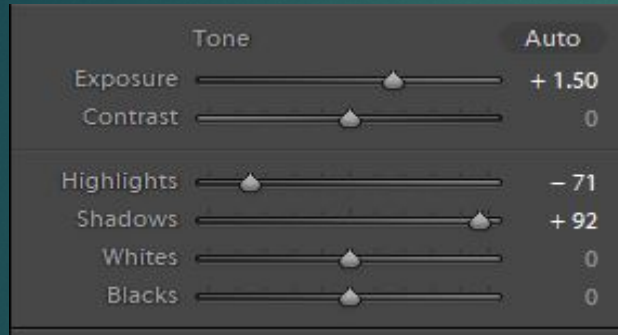 Tone Auto
Exposure + 1.50
Contrast 0
Highlights − 71
Shadows + 92
Whites 0
Blacks 0